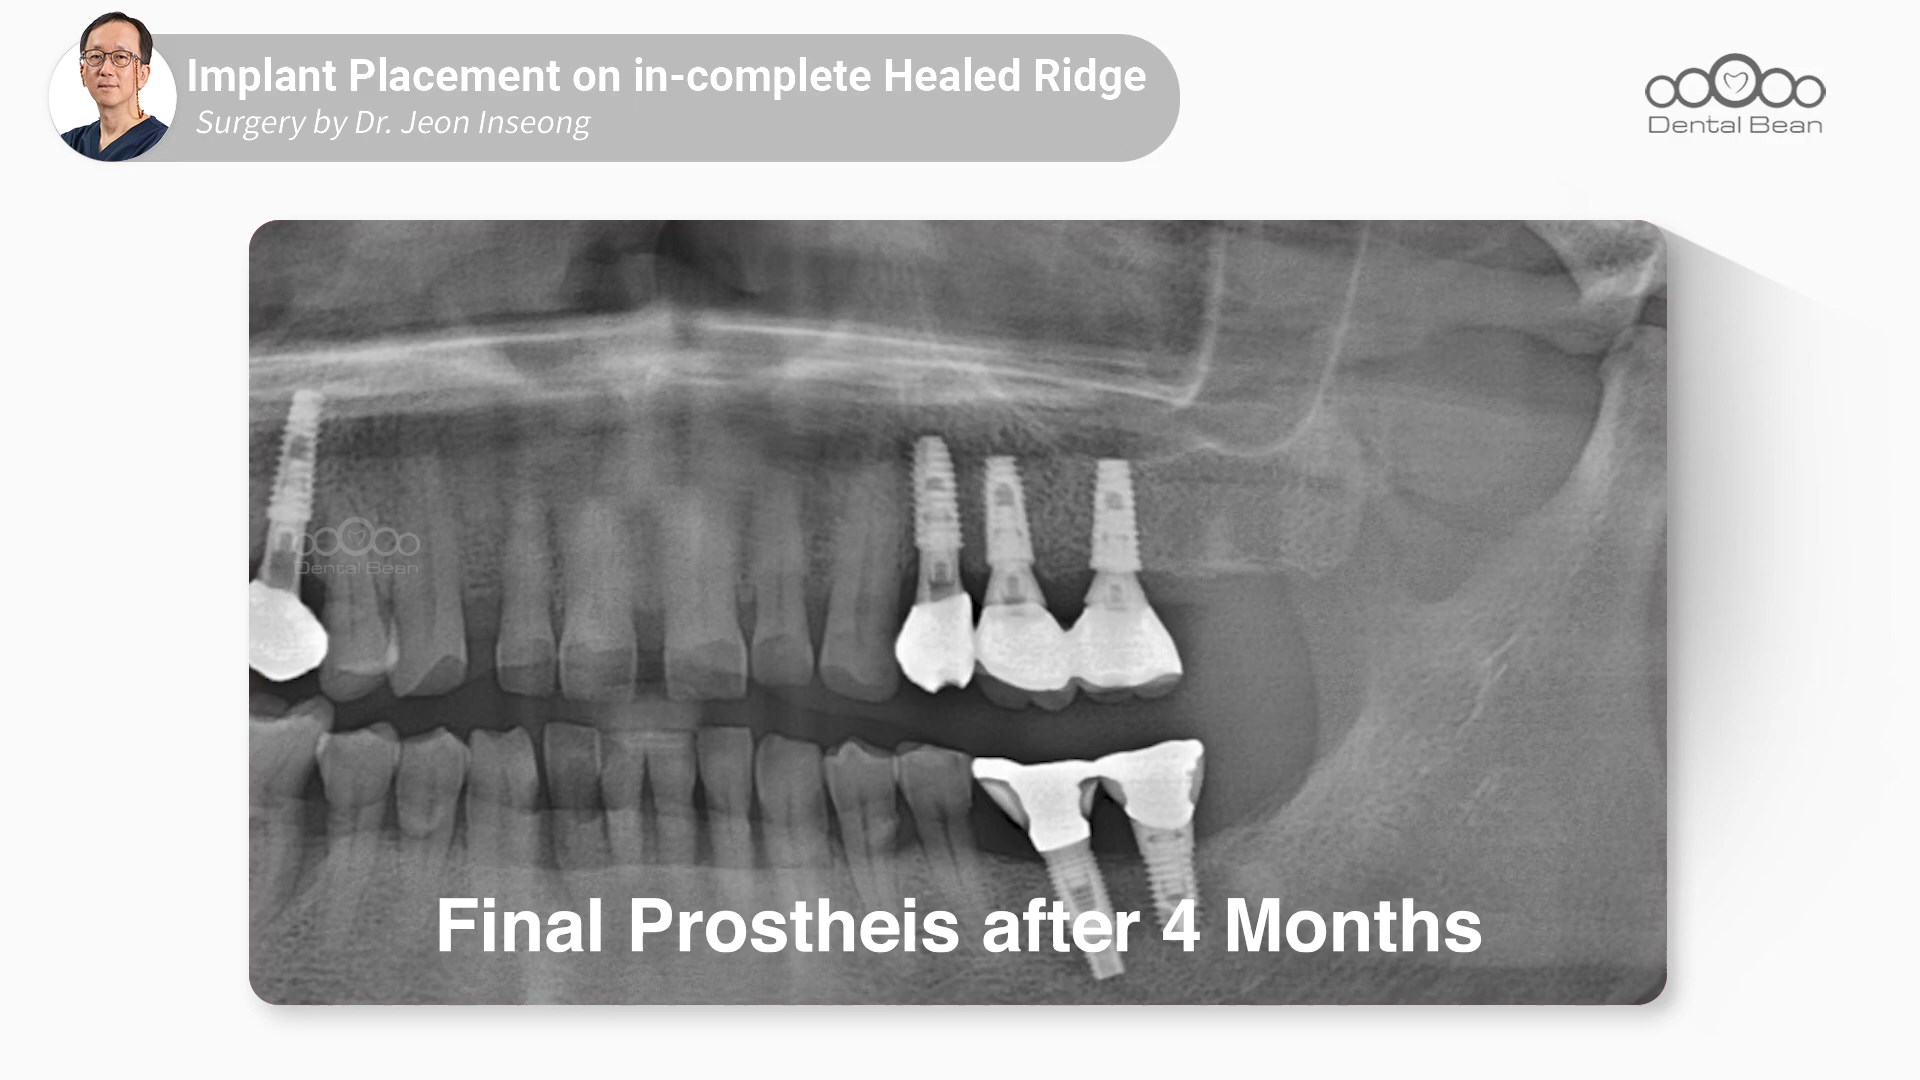 Implant Placement on in-complete Healed Ridge
Surgery by Dr. Jeon Inseong
Dental Bean
Dental Bean
Final Prostheis after 4 Months